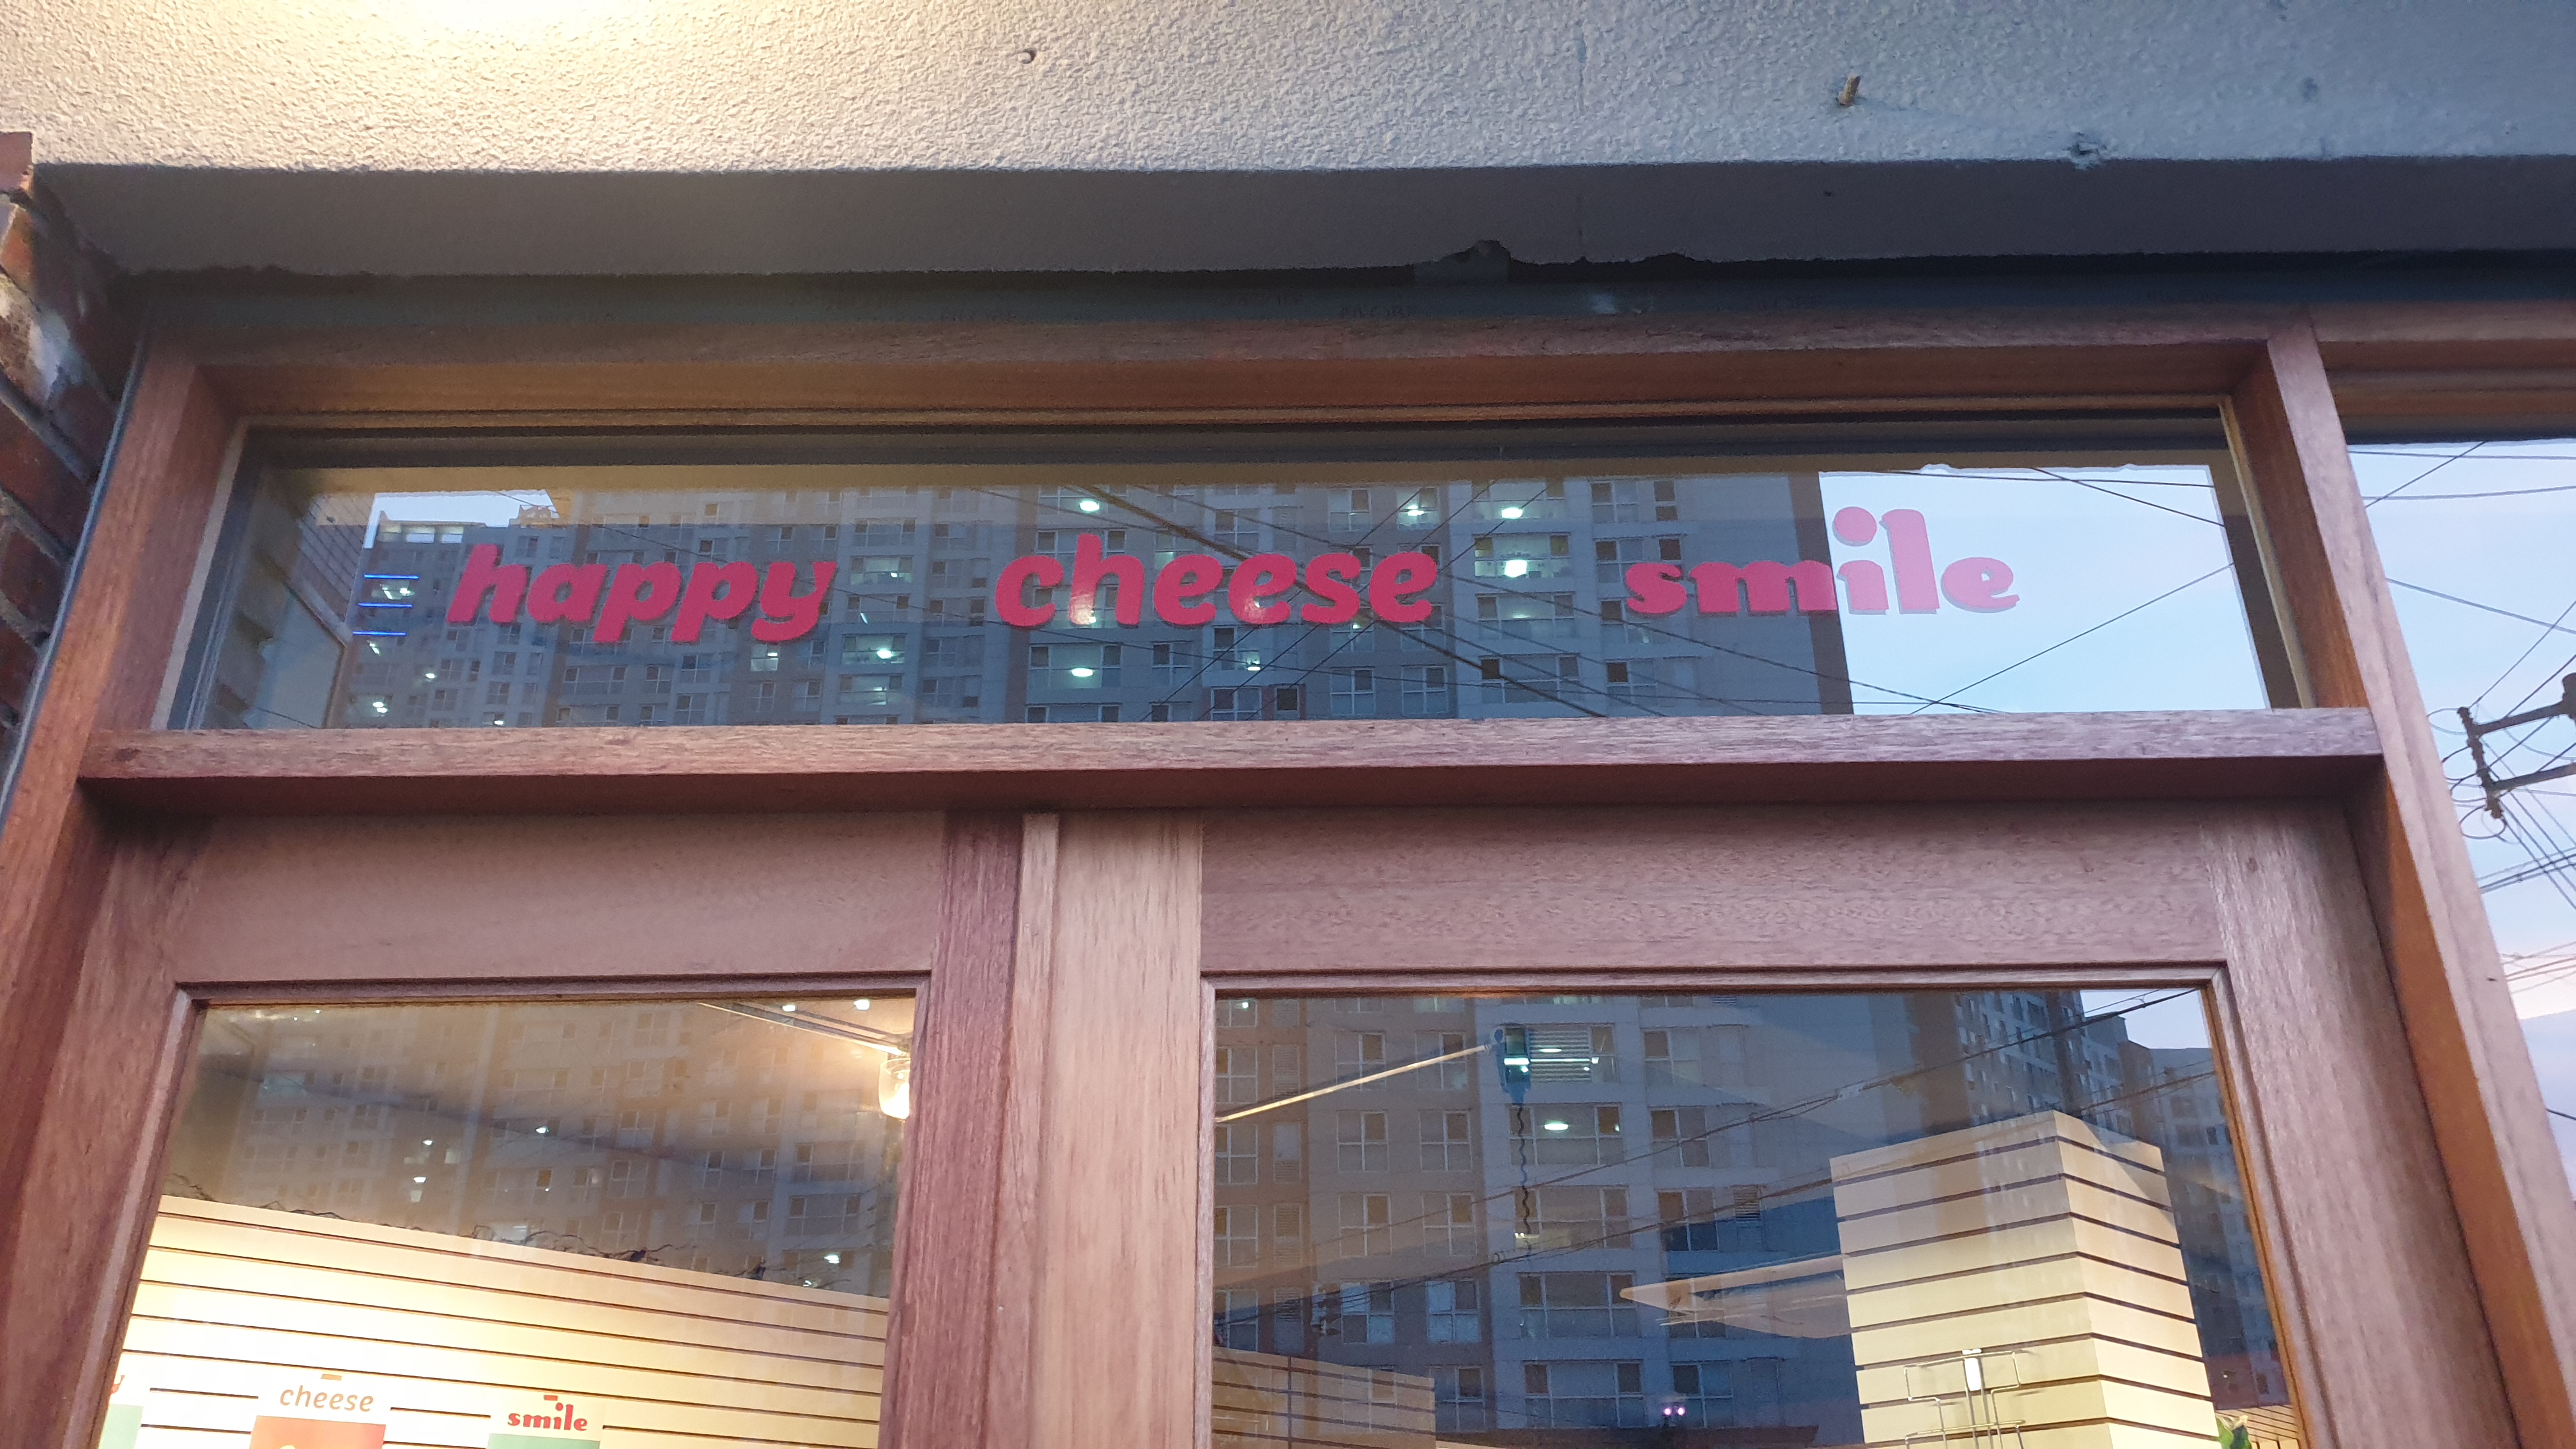 happy cheese smile
cheese
smile